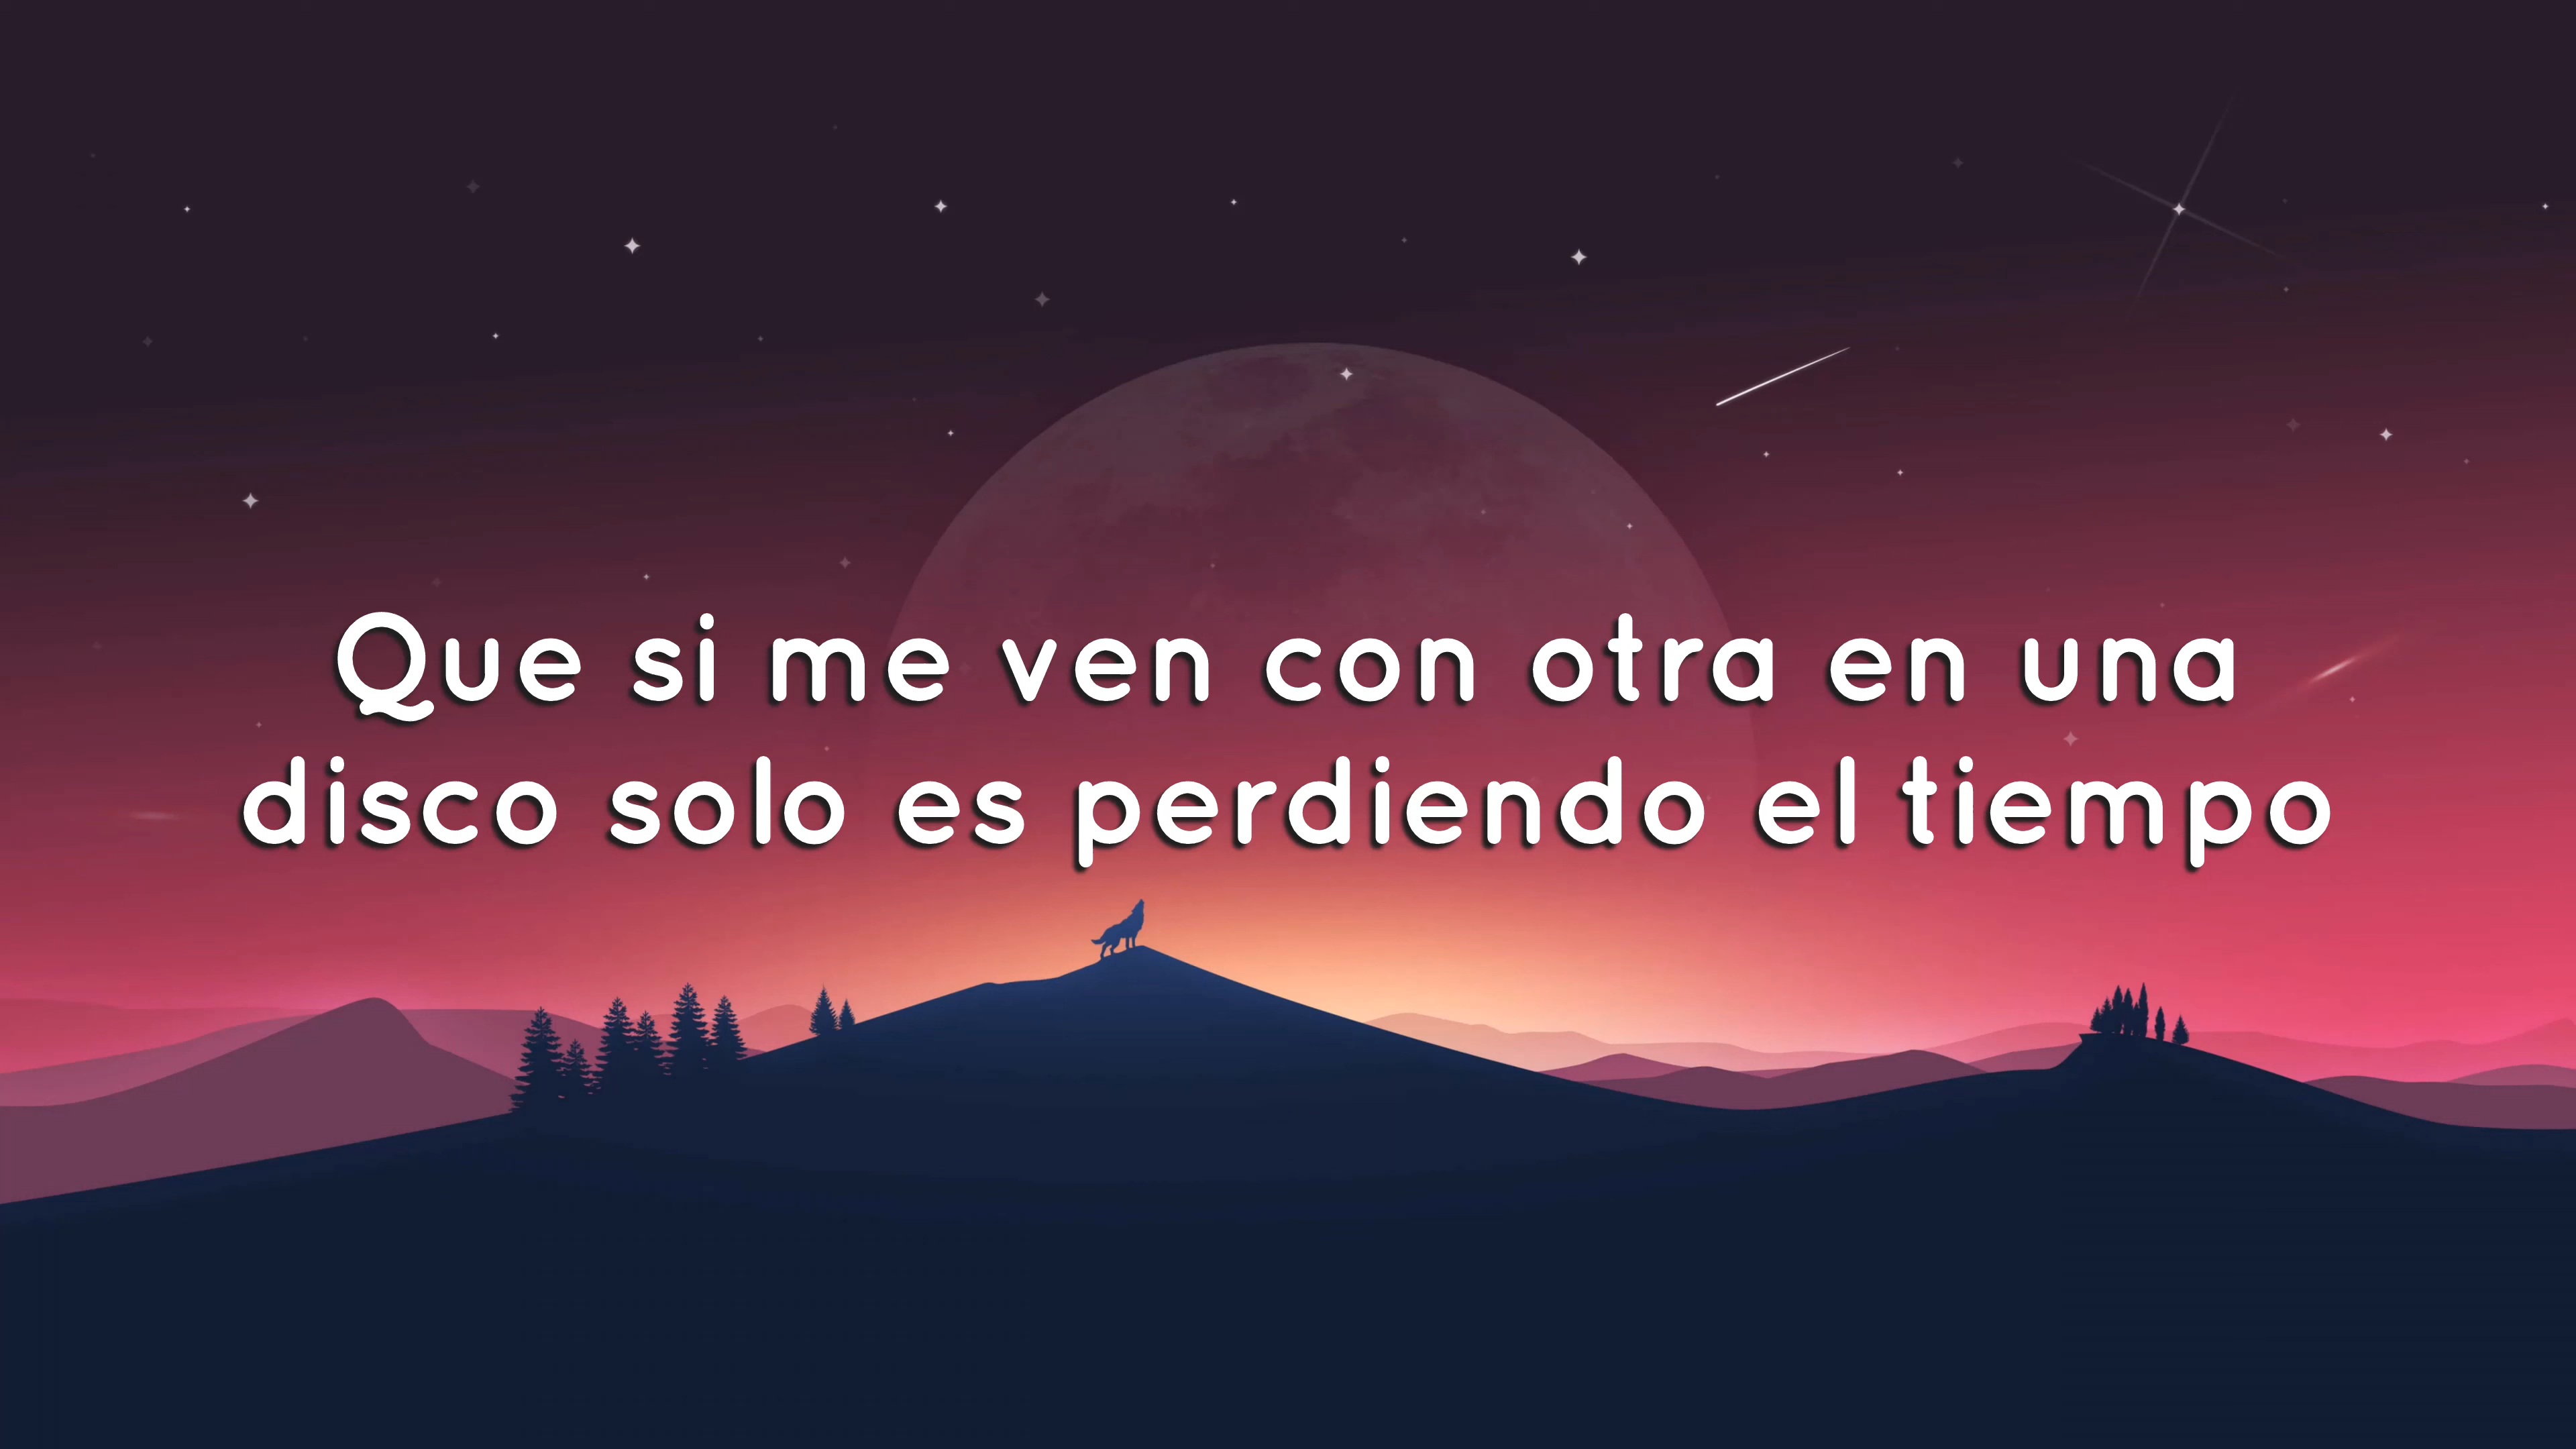 Que si me ven con otra en una
disco solo es perdiendo el tiempo